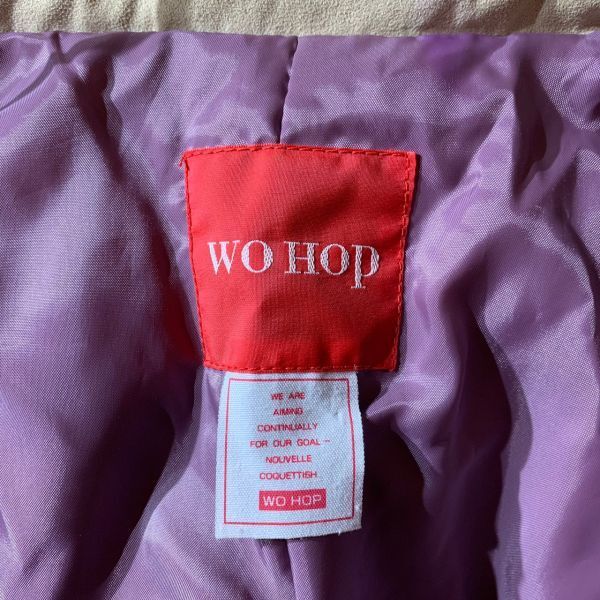 WO HOP
WE ARE
AIMING
CONTINUALLY
FOR OUR GOAL –
NOUVELLE
COQUETTISH
WO HOP